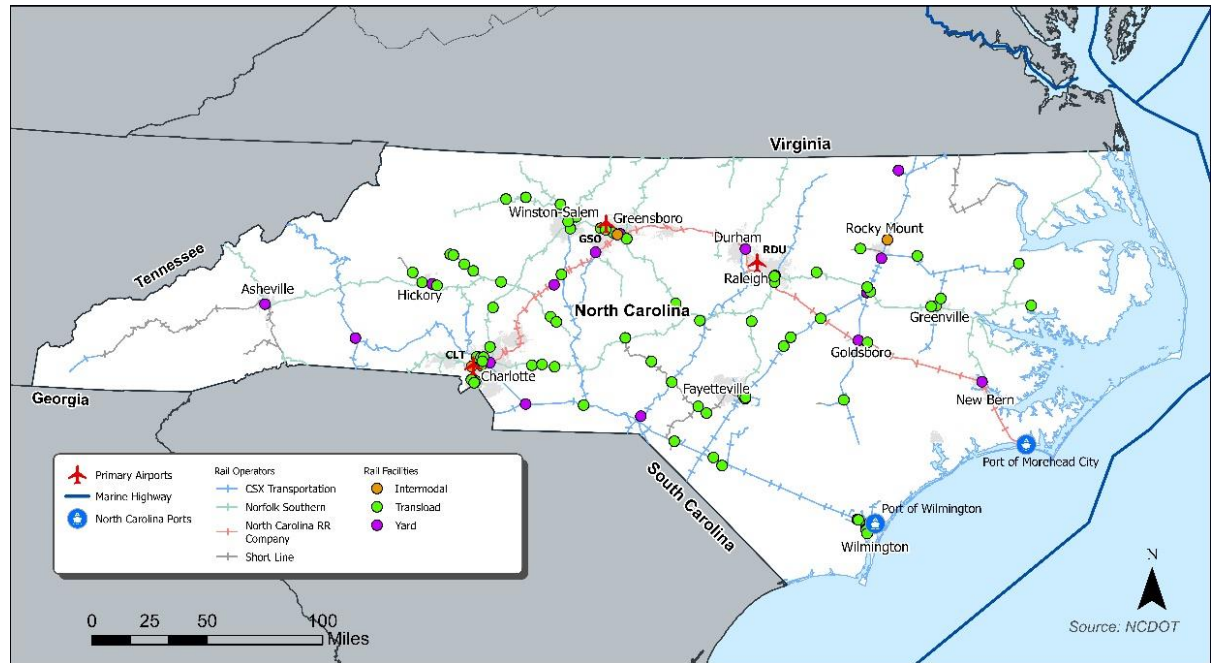 Virginia
Winston-Salem
Greensboro
GSO
Durham
RDU
Raleigh
Rocky Mount
Tennessee
Asheville
Hickory
North Carolina
Greenville
CLT
Charlotte
Goldsboro
Fayetteville
New Bern
Georgia
South Carolina
Port of Morehead City
Port of Wilmington
Wilmington
Primary Airports
Marine Highway
North Carolina Ports
Rail Operators
CSX Transportation
Norfolk Southern
North Carolina RR
Company
Short Line
Rail Facilities
Intermodal
Transload
Yard
0 25 50 100
Miles
N
Source: NCDOT